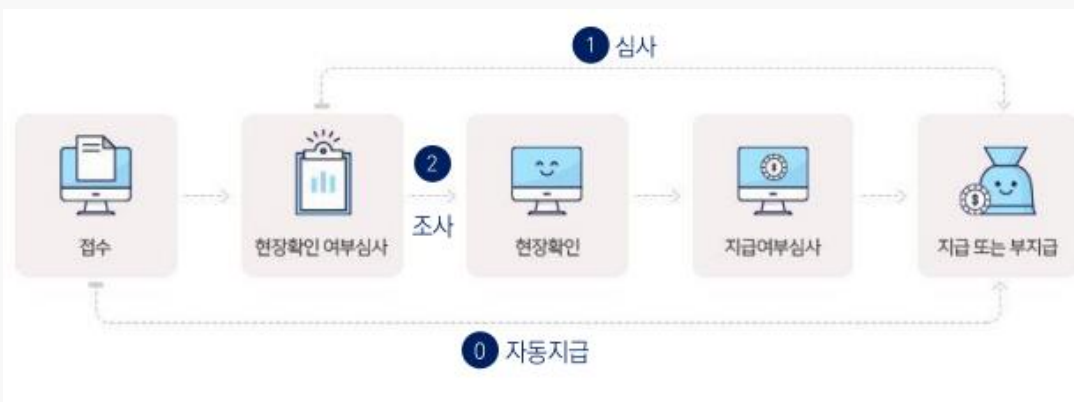 1 심사
2
조사
접수
현장확인 여부심사
현장확인
지급여부심사
지급 또는 부지급
0 자동지급